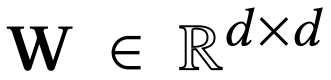 W ∈ ℝ^{d×d}